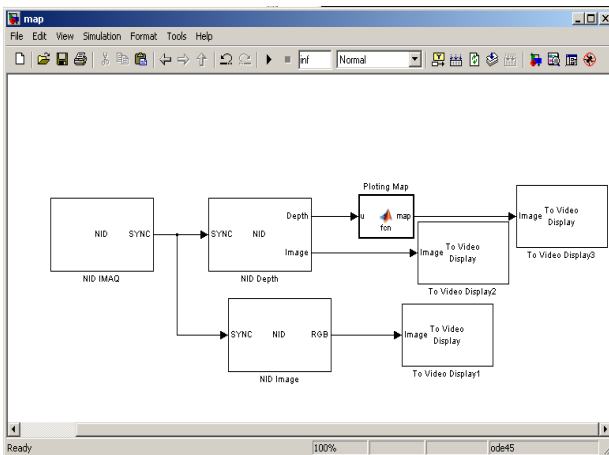 map
File Edit View Simulation Format Tools Help
inf Normal
Ploting Map
u map
fcn
NID SYNC
NID IMAQ
SYNC NID Depth Image
NID Depth
Image To Video Display
To Video Display3
Image To Video Display
To Video Display2
SYNC NID RGB
NID Image
Image To Video Display
To Video Display1
Ready 100% ode45